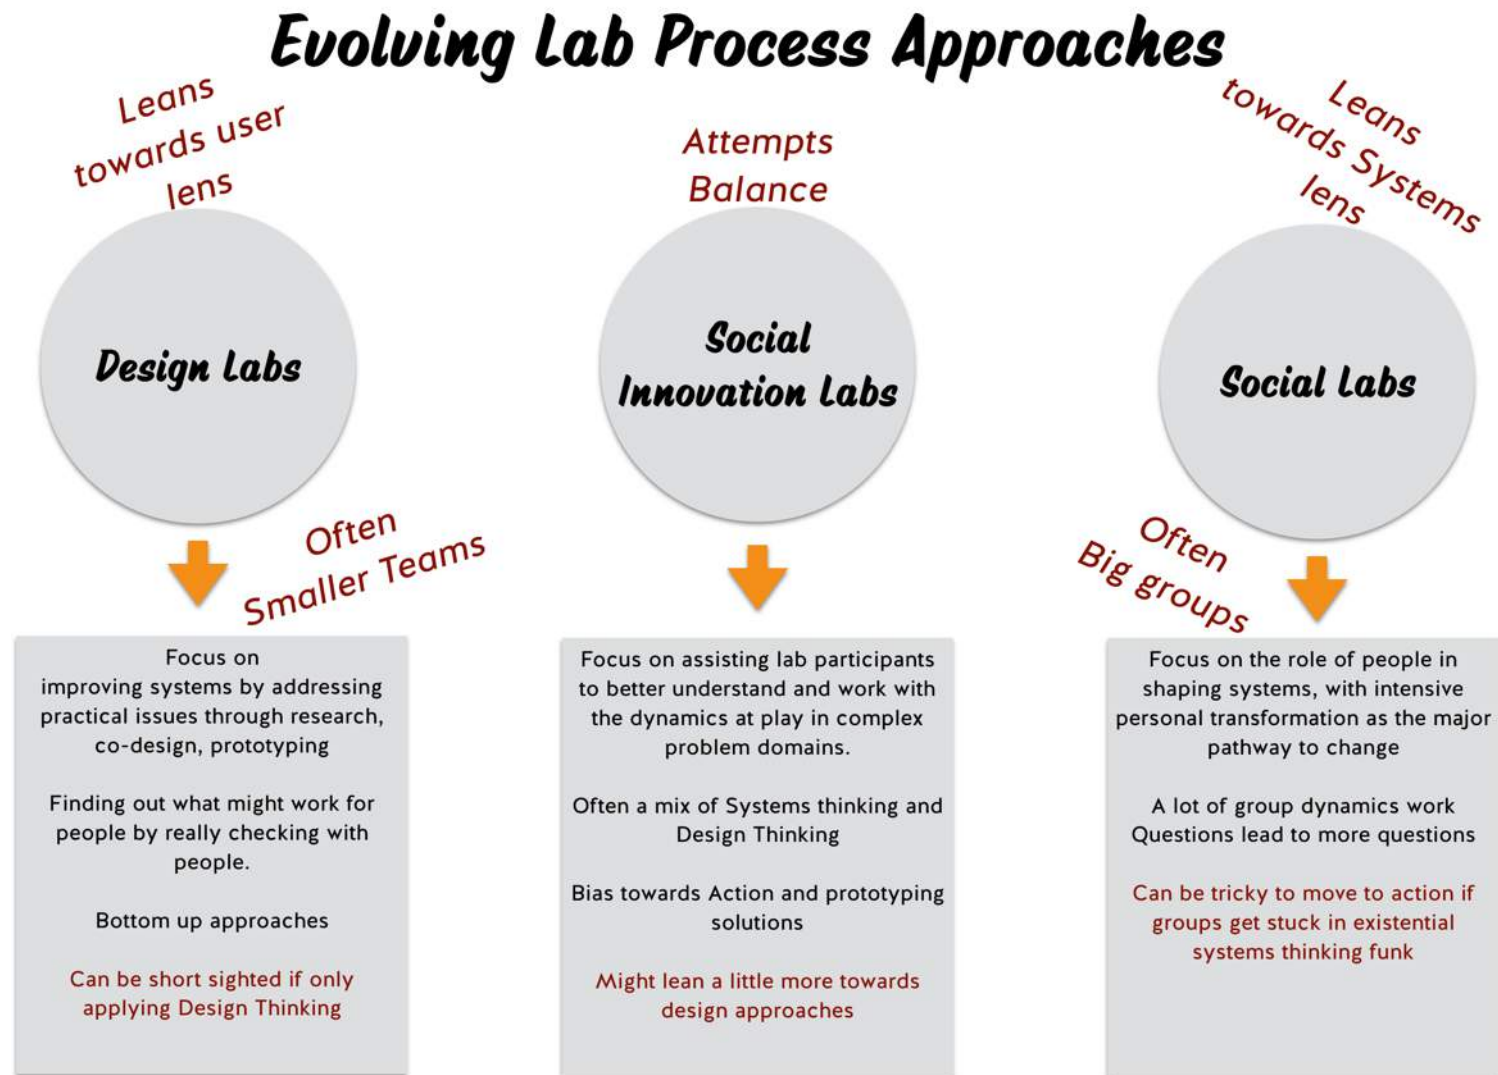 Evolving Lab Process Approaches
Leans
towards user
lens
Design Labs
Often
Smaller Teams
Focus on
improving systems by addressing
practical issues through research,
co-design, prototyping
Finding out what might work for
people by really checking with
people.
Bottom up approaches
Can be short sighted if only
applying Design Thinking
Attempts
Balance
Social
Innovation Labs
Focus on assisting lab participants
to better understand and work with
the dynamics at play in complex
problem domains.
Often a mix of Systems thinking and
Design Thinking
Bias towards Action and prototyping
solutions
Might lean a little more towards
design approaches
Leans
towards Systems
lens
Social Labs
Often
Big groups
Focus on the role of people in
shaping systems, with intensive
personal transformation as the major
pathway to change
A lot of group dynamics work
Questions lead to more questions
Can be tricky to move to action if
groups get stuck in existential
systems thinking funk